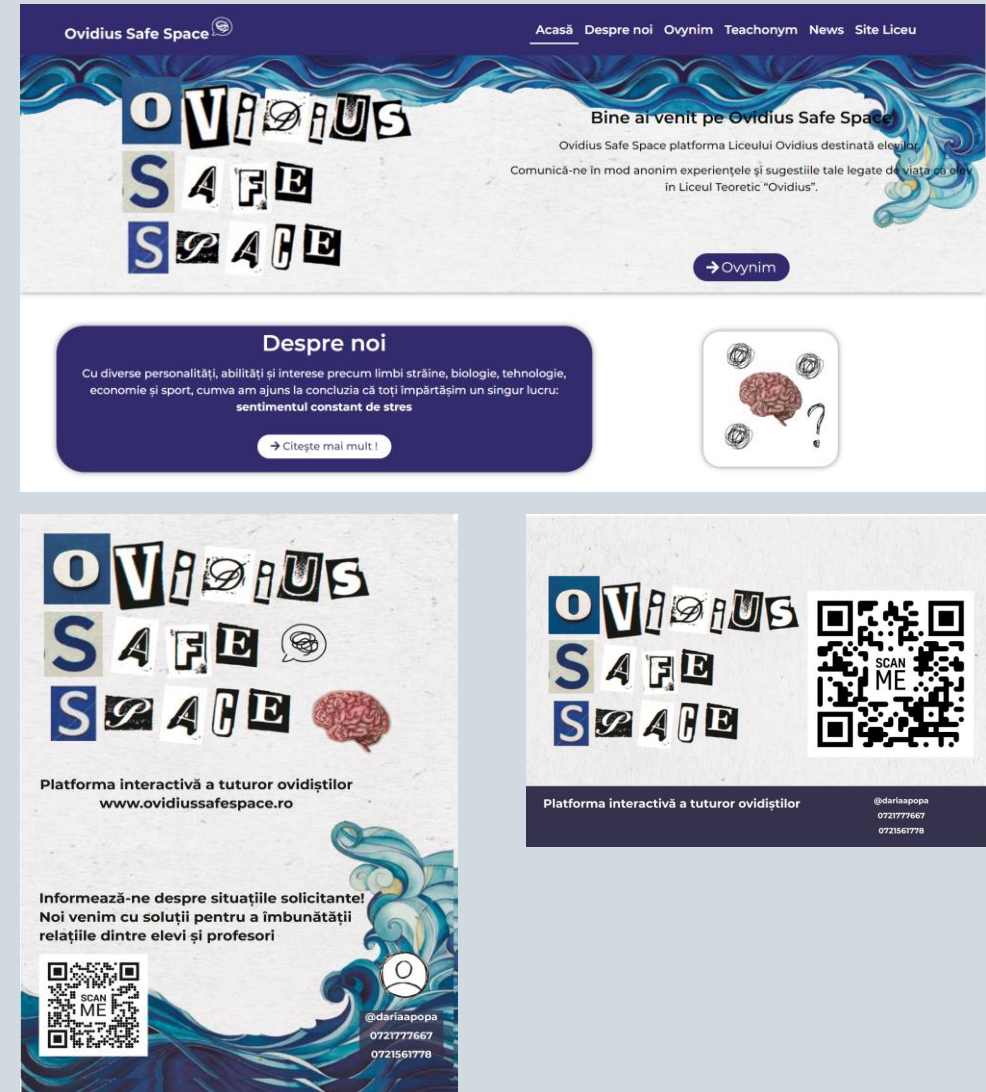 Ovidius Safe Space
Acasă Despre noi Ovynim Teachonym News Site Liceu
OViDiUS
SAFE
SPACE
Bine ai venit pe Ovidius Safe Space!
Ovidius Safe Space platforma Liceului Ovidius destinată elevilor.
Comunică-ne în mod anonim experiențele și sugestiile tale legate de viața ca elev
în Liceul Teoretic “Ovidius”.
→Ovynim
Despre noi
Cu diverse personalități, abilități și interese precum limbi străine, biologie, tehnologie,
economie și sport, cumva am ajuns la concluzia că toți împărtășim un singur lucru:
sentimentul constant de stres
→ Citește mai mult !
?
OViDiUS
SAFE
SPACE
Platforma interactivă a tuturor ovidiștilor
www.ovidiussafespace.ro
Informează-ne despre situațiile solicitante!
Noi venim cu soluții pentru a îmbunătății
relațiile dintre elevi și profesori
SCAN
ME
@dariaapopa
0721777667
0721561778
OViDiUS
SAFE
SPACE
SCAN
ME
Platforma interactivă a tuturor ovidiștilor
@dariaapopa
0721777667
0721561778